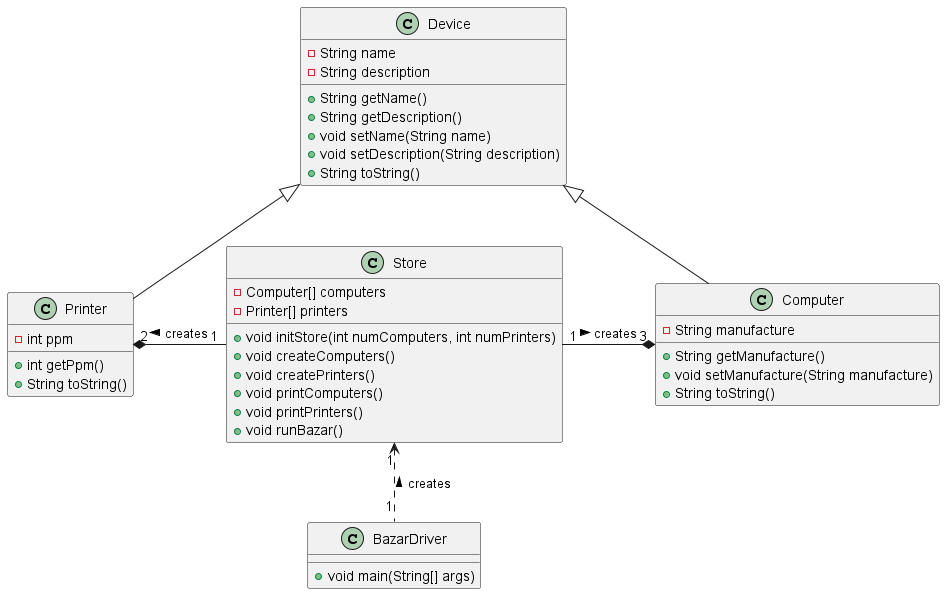 C Device
String name
String description
String getName()
String getDescription()
void setName(String name)
void setDescription(String description)
String toString()
C Printer
int ppm
int getPpm()
String toString()
2 creates 1
C Store
Computer[] computers
Printer[] printers
void initStore(int numComputers, int numPrinters)
void createComputers()
void createPrinters()
void printComputers()
void printPrinters()
void runBazar()
1 creates 3
C Computer
String manufacture
String getManufacture()
void setManufacture(String manufacture)
String toString()
1
creates
1
C BazarDriver
void main(String[] args)